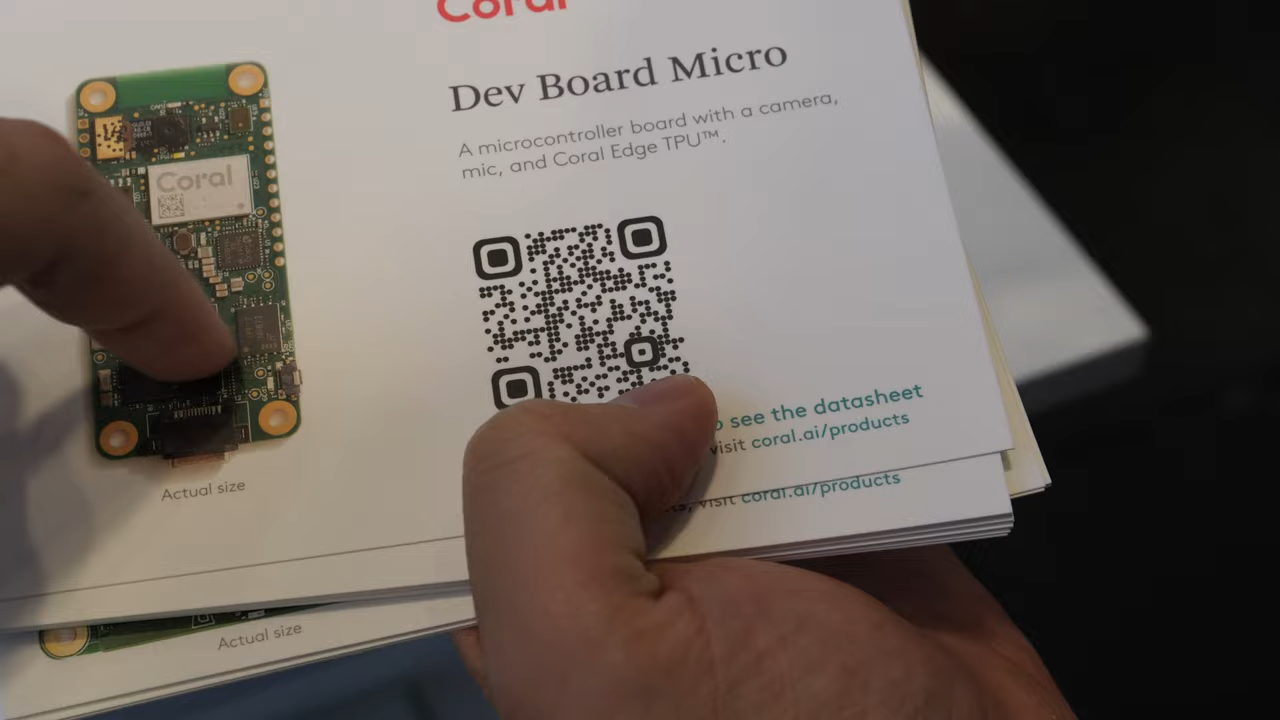 Coral
Dev Board Micro
A microcontroller board with a camera,
mic, and Coral Edge TPU™.
Coral
see the datasheet
visit coral.ai/products
Actual size
visit coral.ai/products
Actual size